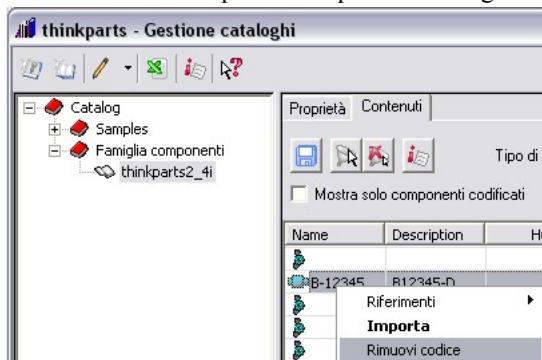 thinkparts - Gestione cataloghi
Catalog
Samples
Famiglia componenti
thinkparts2_4i
Proprietà Contenuti
Tipo di
Mostra solo componenti codificati
Name Description
B-12345 B12345-D
Riferimenti
Importa
Rimuovi codice